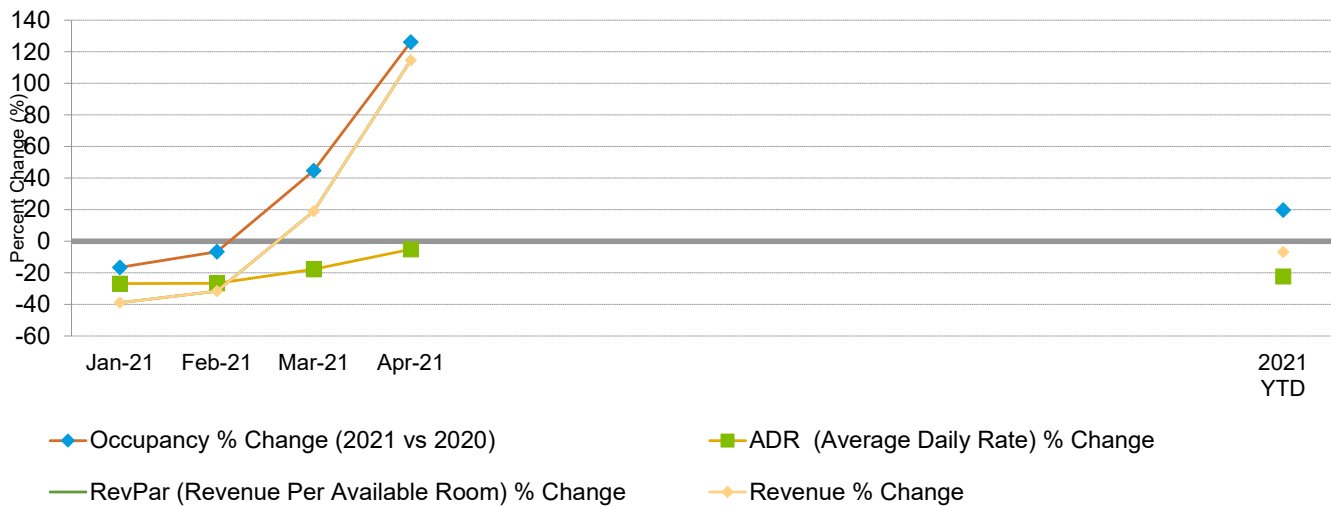 140
120
100
80
60
40
20
0
-20
-40
-60
Percent Change (%)
Jan-21 Feb-21 Mar-21 Apr-21 2021
YTD
Occupancy % Change (2021 vs 2020) ADR (Average Daily Rate) % Change
RevPar (Revenue Per Available Room) % Change Revenue % Change